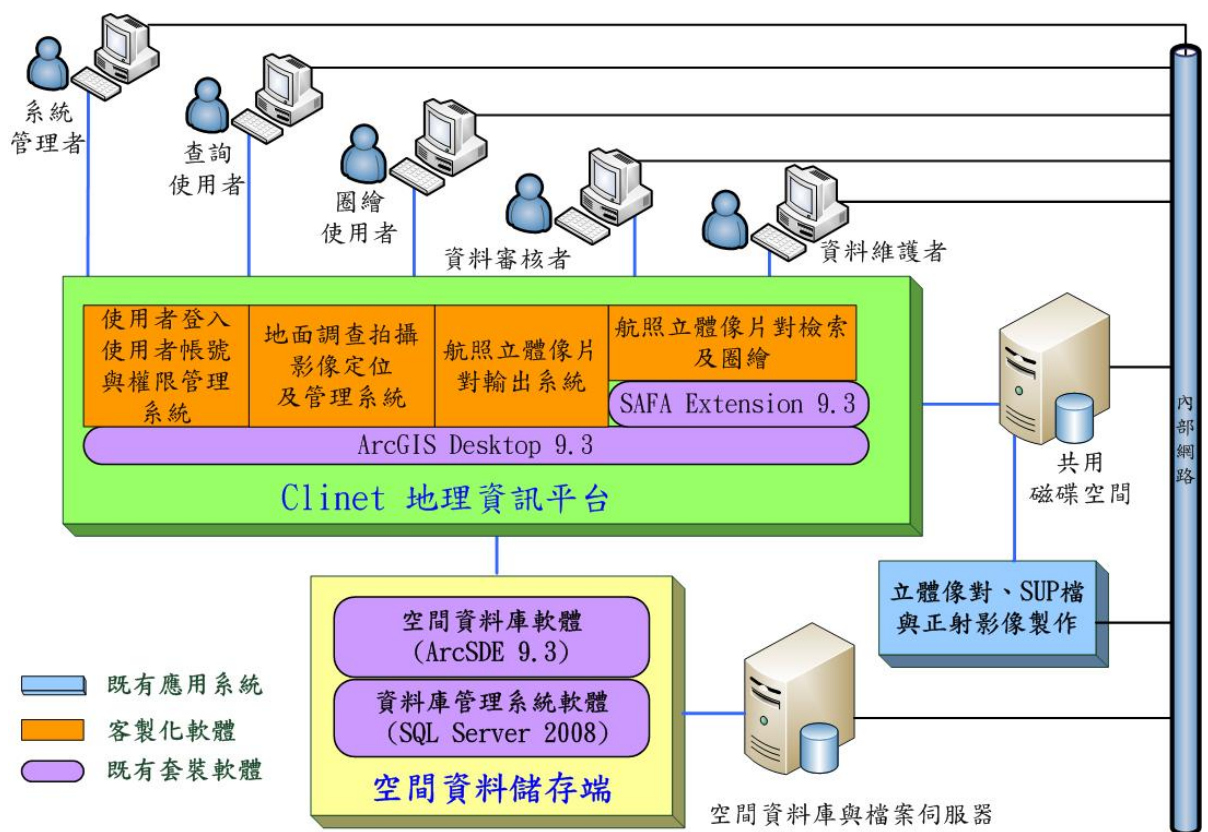 系統
管理者
查詢
使用者
圈繪
使用者
資料審核者
資料維護者
使用者登入
使用者帳號
與權限管理
系統
地面調查拍攝
影像定位
及管理系統
航照立體像片
對輸出系統
航照立體像片對檢索
及圈繪
SAFA Extension 9.3
ArcGIS Desktop 9.3
Clinet 地理資訊平台
共用
磁碟空間
內部網路
立體像對、SUP檔
與正射影像製作
空間資料庫軟體
(ArcSDE 9.3)
資料庫管理系統軟體
(SQL Server 2008)
空間資料儲存端
空間資料庫與檔案伺服器
既有應用系統
客製化軟體
既有套裝軟體